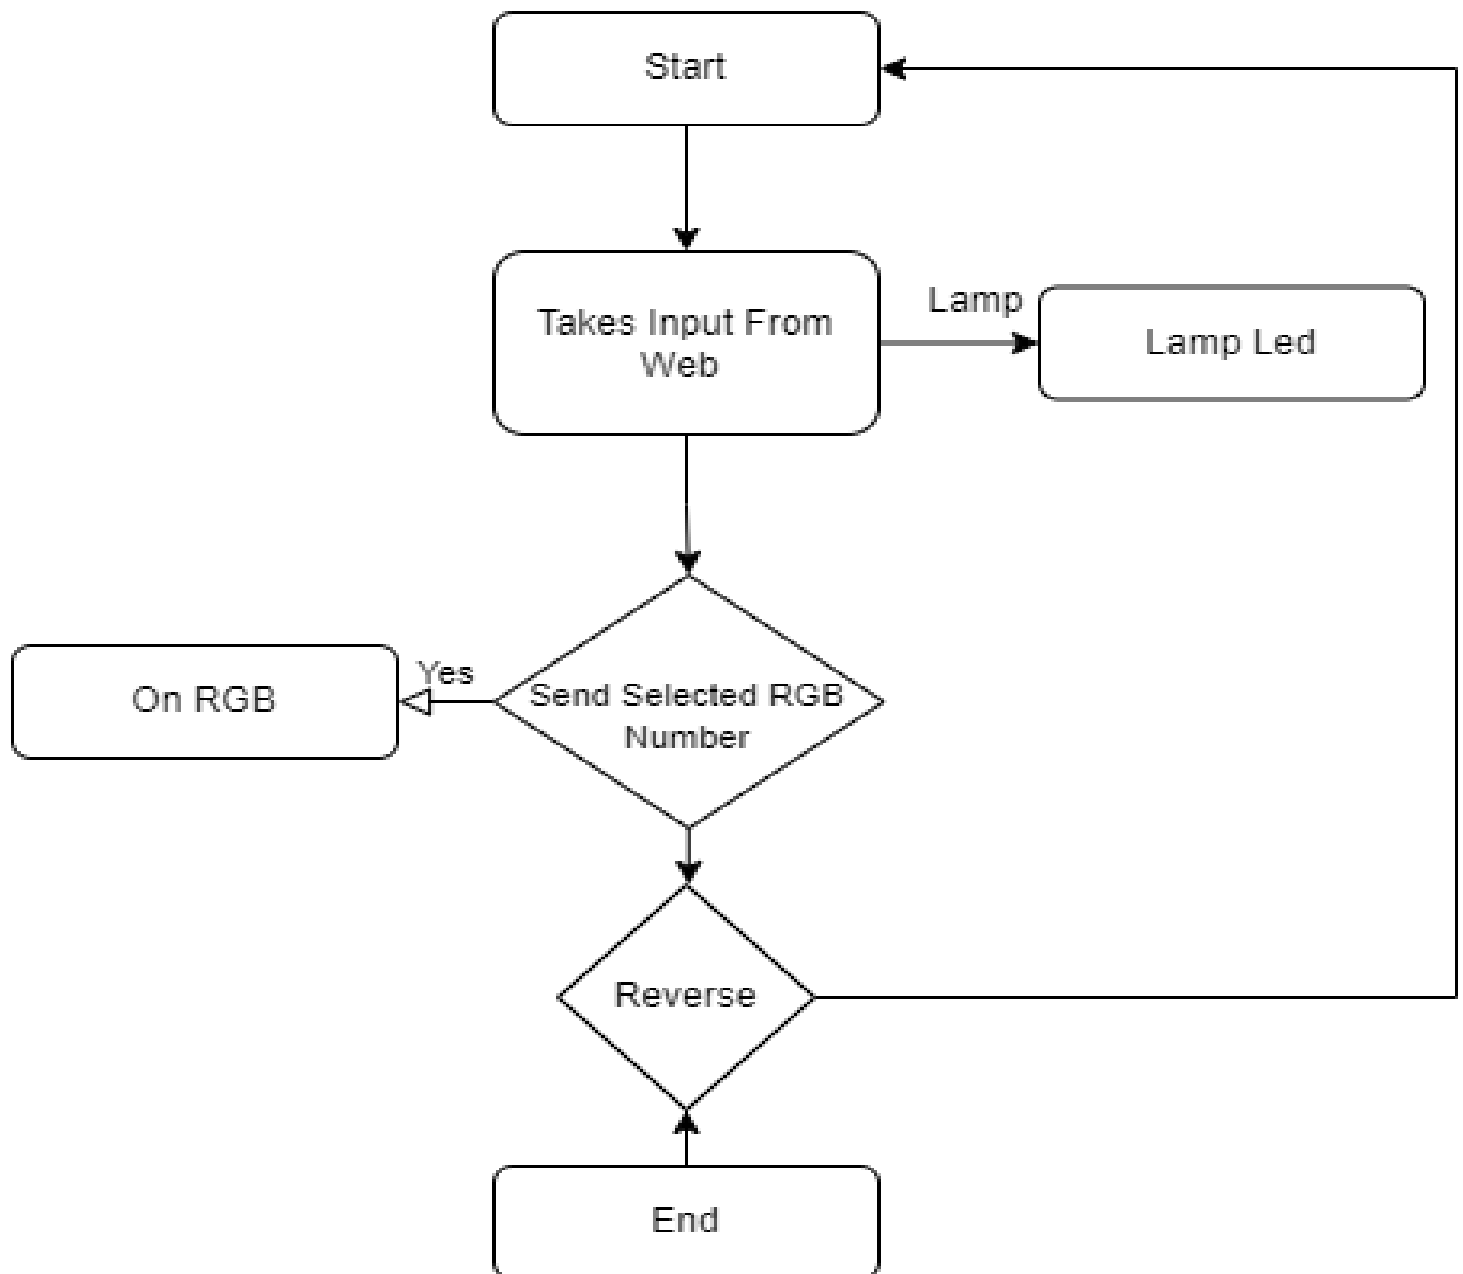 Start
Takes Input From
Web
Lamp
Lamp Led
Yes
On RGB
Send Selected RGB
Number
Reverse
End